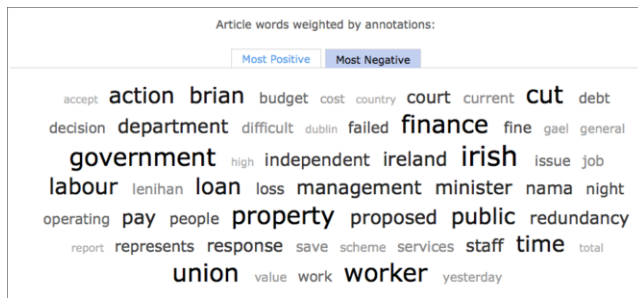 Article words weighted by annotations:
Most Positive Most Negative
accept action brian budget cost country court current cut debt
decision department difficult dublin failed finance fine gael general
government high independent ireland irish issue job
labour lenihan loan loss management minister nama night
operating pay people property proposed public redundancy
report represents response save scheme services staff time total
union value work worker yesterday